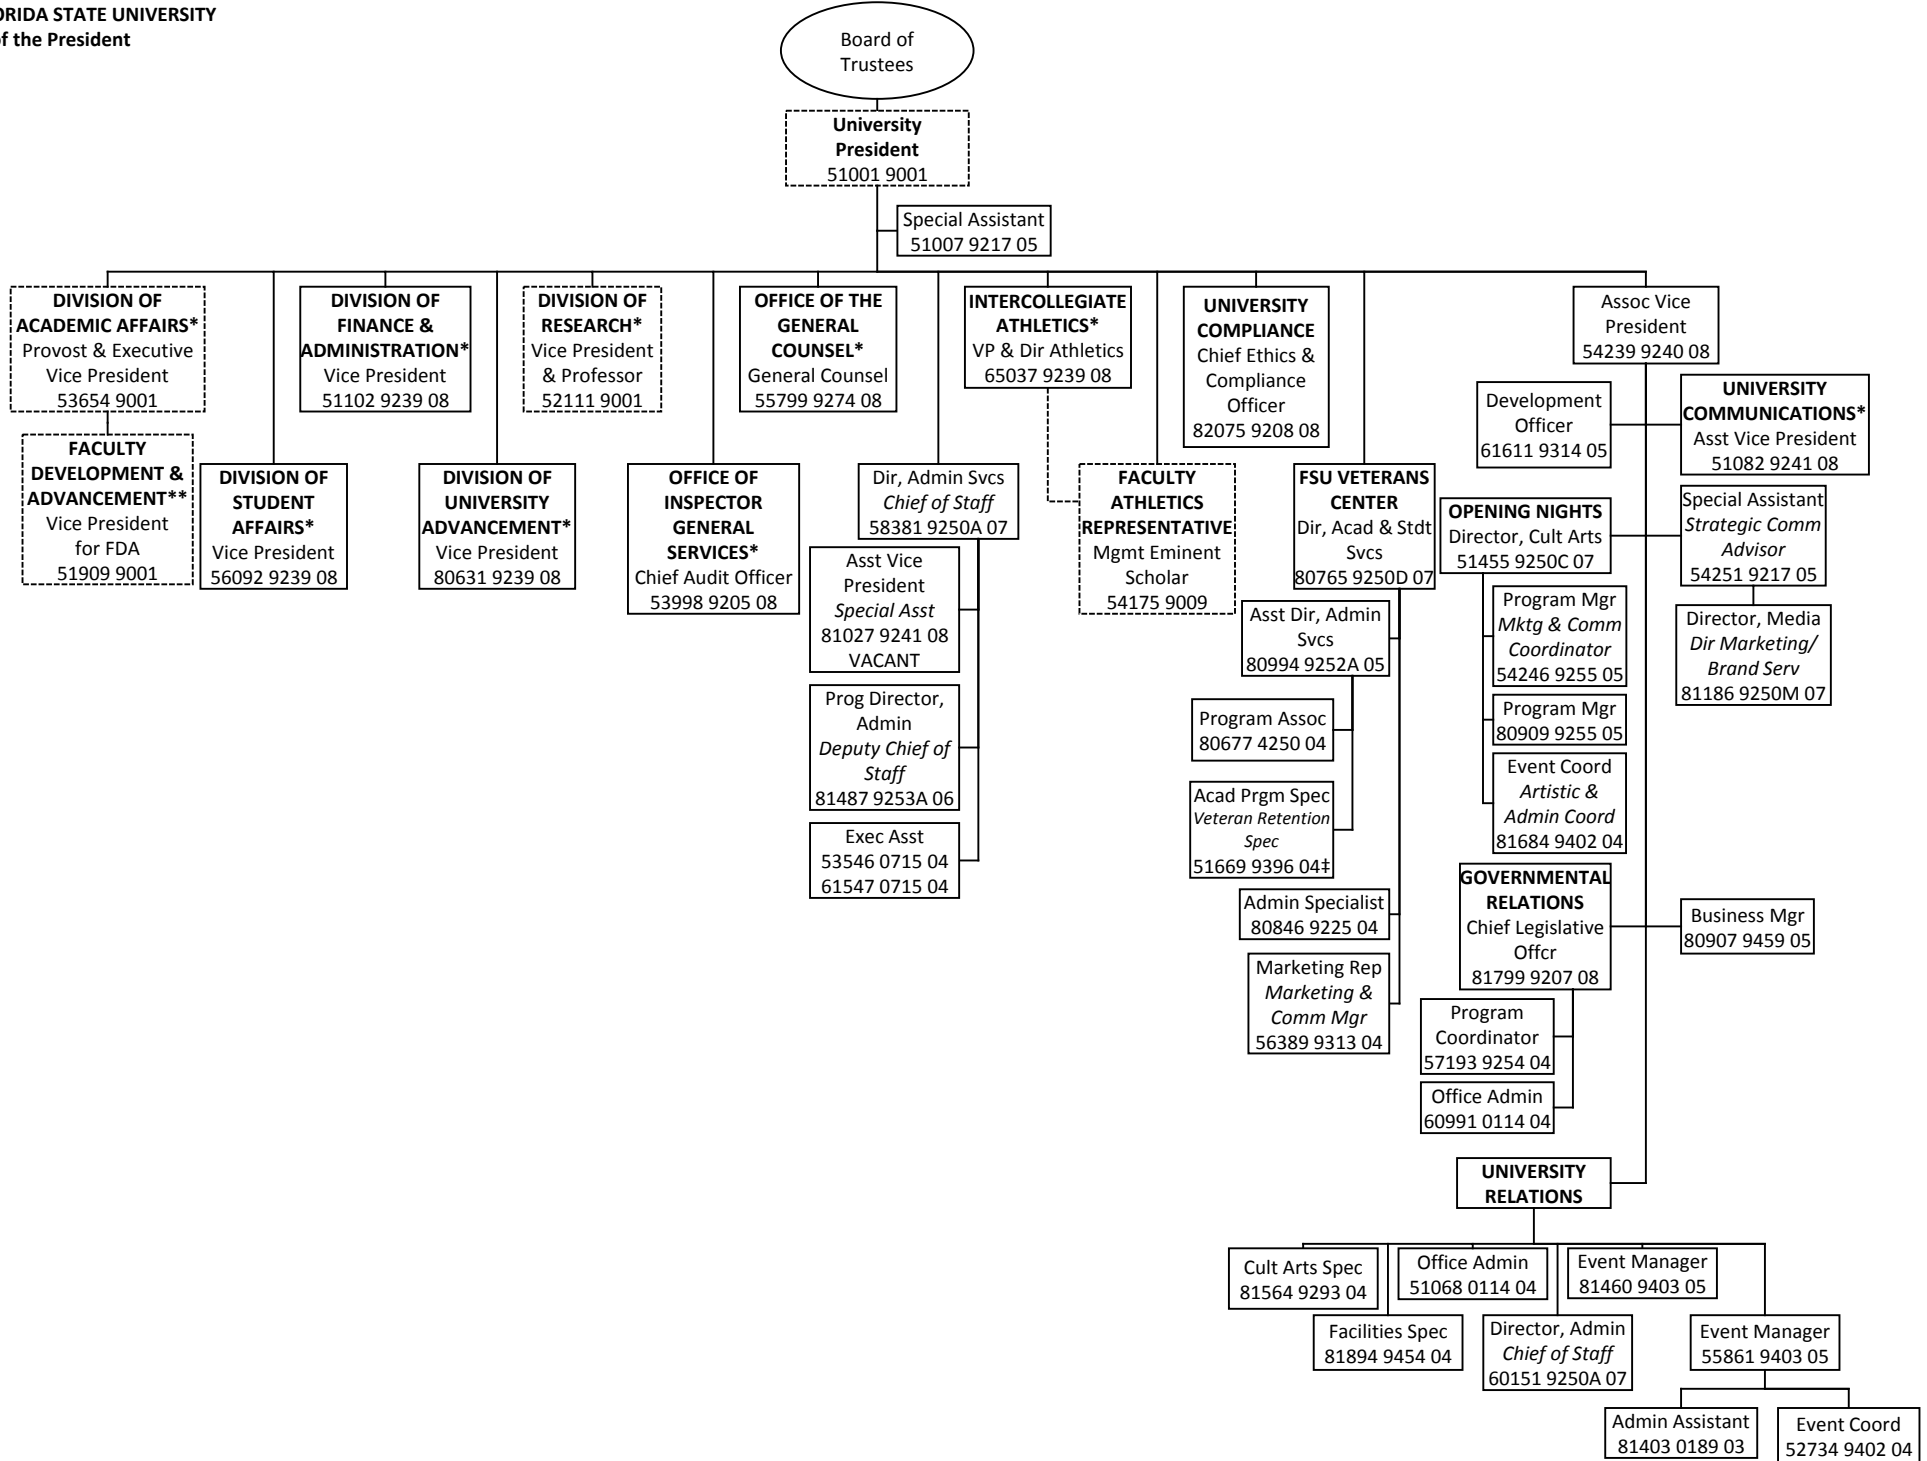 ORIDA STATE UNIVERSITY
of the President
Board of
Trustees
University
President
51001 9001
Special Assistant
51007 9217 05
DIVISION OF
ACADEMIC AFFAIRS*
Provost & Executive
Vice President
53654 9001
FACULTY
DEVELOPMENT &
ADVANCEMENT**
Vice President
for FDA
51909 9001
DIVISION OF
STUDENT
AFFAIRS*
Vice President
56092 9239 08
DIVISION OF
FINANCE &
ADMINISTRATION*
Vice President
51102 9239 08
DIVISION OF
UNIVERSITY
ADVANCEMENT*
Vice President
80631 9239 08
DIVISION OF
RESEARCH*
Vice President
& Professor
52111 9001
OFFICE OF
INSPECTOR
GENERAL
SERVICES*
Chief Audit Officer
53998 9205 08
OFFICE OF THE
GENERAL
COUNSEL*
General Counsel
55799 9274 08
Dir, Admin Svcs
Chief of Staff
58381 9250A 07
Asst Vice
President
Special Asst
81027 9241 08
VACANT
Prog Director,
Admin
Deputy Chief of
Staff
81487 9253A 06
Exec Asst
53546 0715 04
61547 0715 04
INTERCOLLEGIATE
ATHLETICS*
VP & Dir Athletics
65037 9239 08
FACULTY
ATHLETICS
REPRESENTATIVE
Mgmt Eminent
Scholar
54175 9009
UNIVERSITY
COMPLIANCE
Chief Ethics &
Compliance
Officer
82075 9208 08
FSU VETERANS
CENTER
Dir, Acad & Stdt
Svcs
80765 9250D 07
Asst Dir, Admin
Svcs
80994 9252A 05
Program Assoc
80677 4250 04
Acad Prgm Spec
Veteran Retention
Spec
51669 9396 04‡
Admin Specialist
80846 9225 04
Marketing Rep
Marketing &
Comm Mgr
56389 9313 04
Assoc Vice
President
54239 9240 08
Development
Officer
61611 9314 05
UNIVERSITY
COMMUNICATIONS*
Asst Vice President
51082 9241 08
OPENING NIGHTS
Director, Cult Arts
51455 9250C 07
Special Assistant
Strategic Comm
Advisor
54251 9217 05
Program Mgr
Mktg & Comm
Coordinator
54246 9255 05
Director, Media
Dir Marketing/
Brand Serv
81186 9250M 07
Program Mgr
80909 9255 05
Event Coord
Artistic &
Admin Coord
81684 9402 04
GOVERNMENTAL
RELATIONS
Chief Legislative
Offcr
81799 9207 08
Business Mgr
80907 9459 05
Program
Coordinator
57193 9254 04
Office Admin
60991 0114 04
UNIVERSITY
RELATIONS
Cult Arts Spec
81564 9293 04
Office Admin
51068 0114 04
Event Manager
81460 9403 05
Facilities Spec
81894 9454 04
Director, Admin
Chief of Staff
60151 9250A 07
Event Manager
55861 9403 05
Admin Assistant
81403 0189 03
Event Coord
52734 9402 04